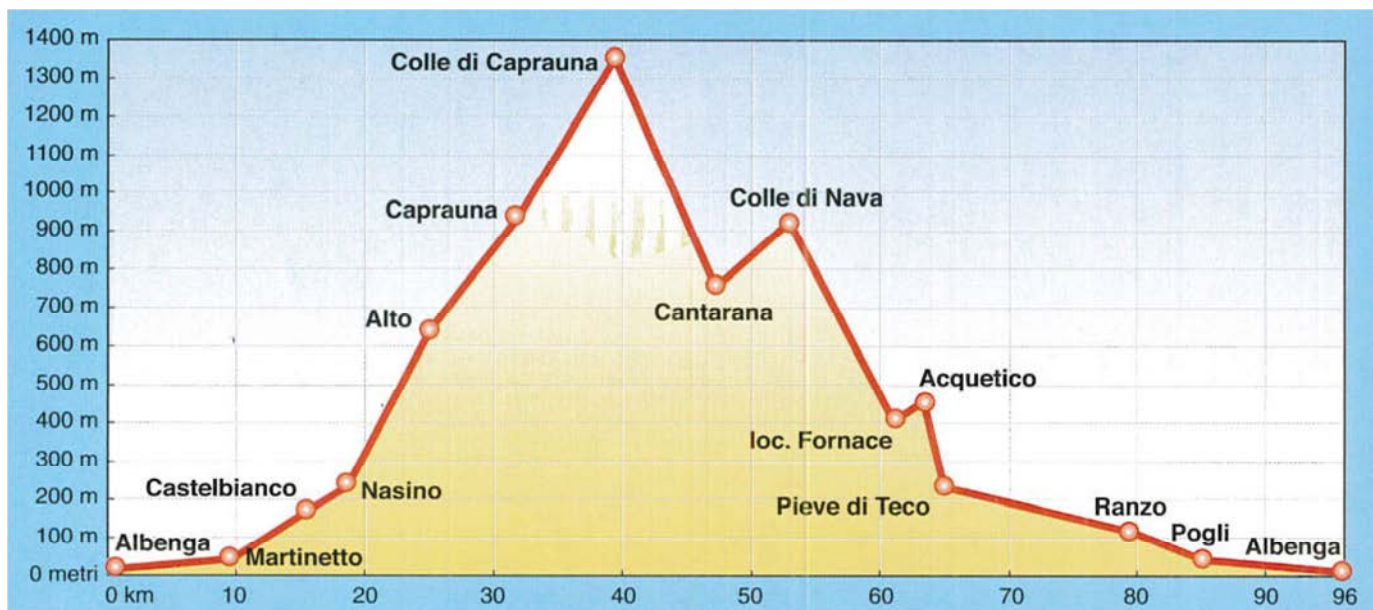 1400 m
1300 m
1200 m
1100 m
1000 m
900 m
800 m
700 m
600 m
500 m
400 m
300 m
200 m
100 m
0 metri
Colle di Caprauna
Caprauna
Colle di Nava
Cantarana
Alto
Acquetico
loc. Fornace
Castelbianco
Nasino
Pieve di Teco
Ranzo
Pogli
Albenga
Martinetto
Albenga
0 km 10 20 30 40 50 60 70 80 90 96